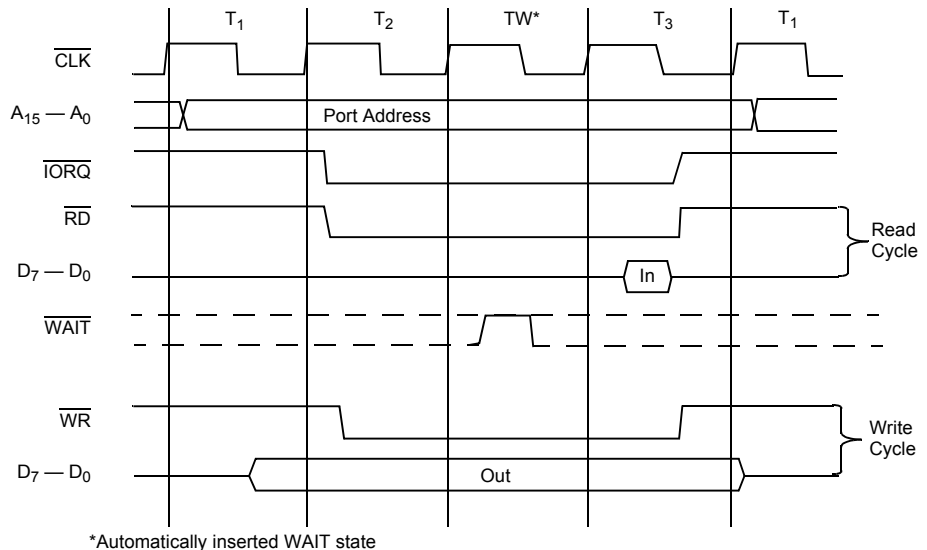 T1 T2 TW* T3 T1
CLK
A15 — A0 Port Address
IORQ
RD
Read
Cycle
D7 — D0 In
WAIT
WR
Write
Cycle
D7 — D0 Out
*Automatically inserted WAIT state